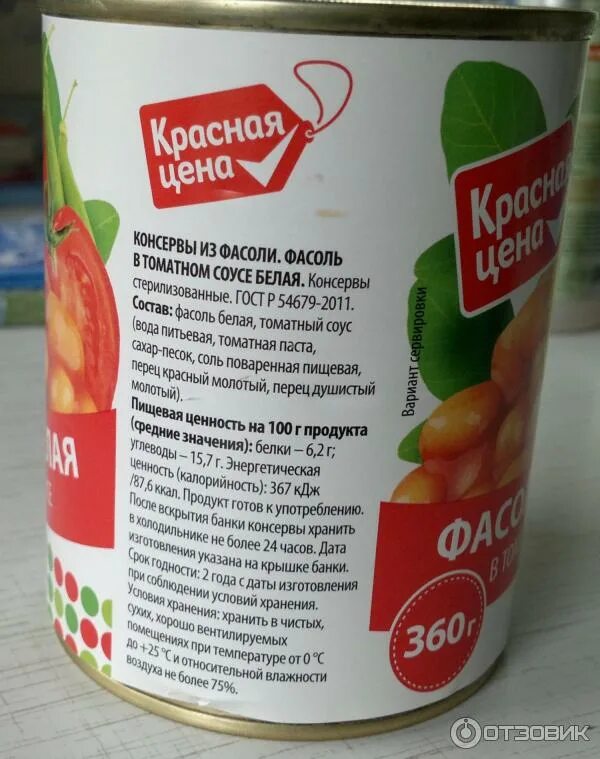 Красная
цена
КОНСЕРВЫ ИЗ ФАСОЛИ. ФАСОЛЬ
В ТОМАТНОМ СОУСЕ БЕЛАЯ. Консервы
стерилизованные. ГОСТ Р 54679-2011.
Состав: фасоль белая, томатный соус
(вода питьевая, томатная паста,
сахар-песок, соль поваренная пищевая,
перец красный молотый, перец душистый
молотый).
Пищевая ценность на 100 г продукта
(средние значения): белки – 6,2 г;
углеводы – 15,7 г. Энергетическая
ценность (калорийность): 367 кДж
/87,6 ккал. Продукт готов к употреблению.
После вскрытия банки консервы хранить
в холодильнике не более 24 часов. Дата
изготовления указана на крышке банки.
Срок годности: 2 года с даты изготовления
при соблюдении условий хранения.
Условия хранения: хранить в чистых,
сухих, хорошо вентилируемых
помещениях при температуре от 0 °С
до +25 °С и относительной влажности
воздуха не более 75%.
Вариант сервировки
Красная
цена
ФАСО
В ТО
360 г
ЛАЯ
СЕ
ОТЗОВИК